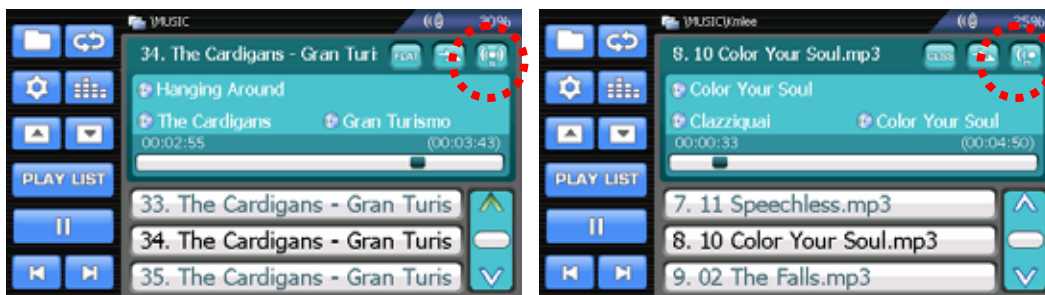 \MUSIC 30%
34. The Cardigans - Gran Turi
FLAT
Hanging Around
The Cardigans Gran Turismo
00:02:55 (00:03:43)
PLAY LIST
33. The Cardigans - Gran Turis
34. The Cardigans - Gran Turis
35. The Cardigans - Gran Turis
\MUSIC\Kmlee 35%
8. 10 Color Your Soul.mp3
Color Your Soul
Clazziquai Color Your Soul
00:00:33 (00:04:50)
PLAY LIST
7. 11 Speechless.mp3
8. 10 Color Your Soul.mp3
9. 02 The Falls.mp3